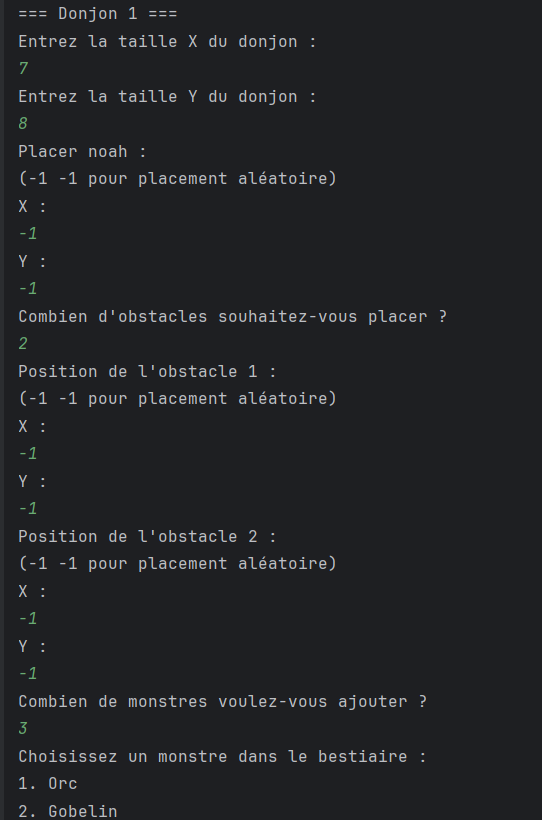 === Donjon 1 ===
Entrez la taille X du donjon :
7
Entrez la taille Y du donjon :
8
Placer noah :
(-1 -1 pour placement aléatoire)
X :
-1
Y :
-1
Combien d'obstacles souhaitez-vous placer ?
2
Position de l'obstacle 1 :
(-1 -1 pour placement aléatoire)
X :
-1
Y :
-1
Position de l'obstacle 2 :
(-1 -1 pour placement aléatoire)
X :
-1
Y :
-1
Combien de monstres voulez-vous ajouter ?
3
Choisissez un monstre dans le bestiaire :
1. Orc
2. Gobelin